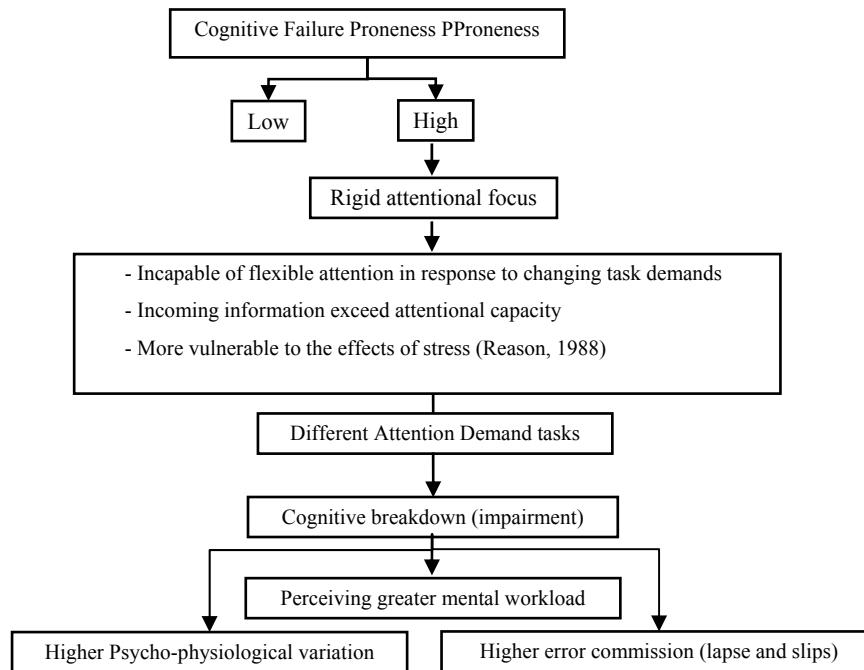 Cognitive Failure Proneness PProneness
Low
High
Rigid attentional focus
- Incapable of flexible attention in response to changing task demands
- Incoming information exceed attentional capacity
- More vulnerable to the effects of stress (Reason, 1988)
Different Attention Demand tasks
Cognitive breakdown (impairment)
Perceiving greater mental workload
Higher Psycho-physiological variation
Higher error commission (lapse and slips)